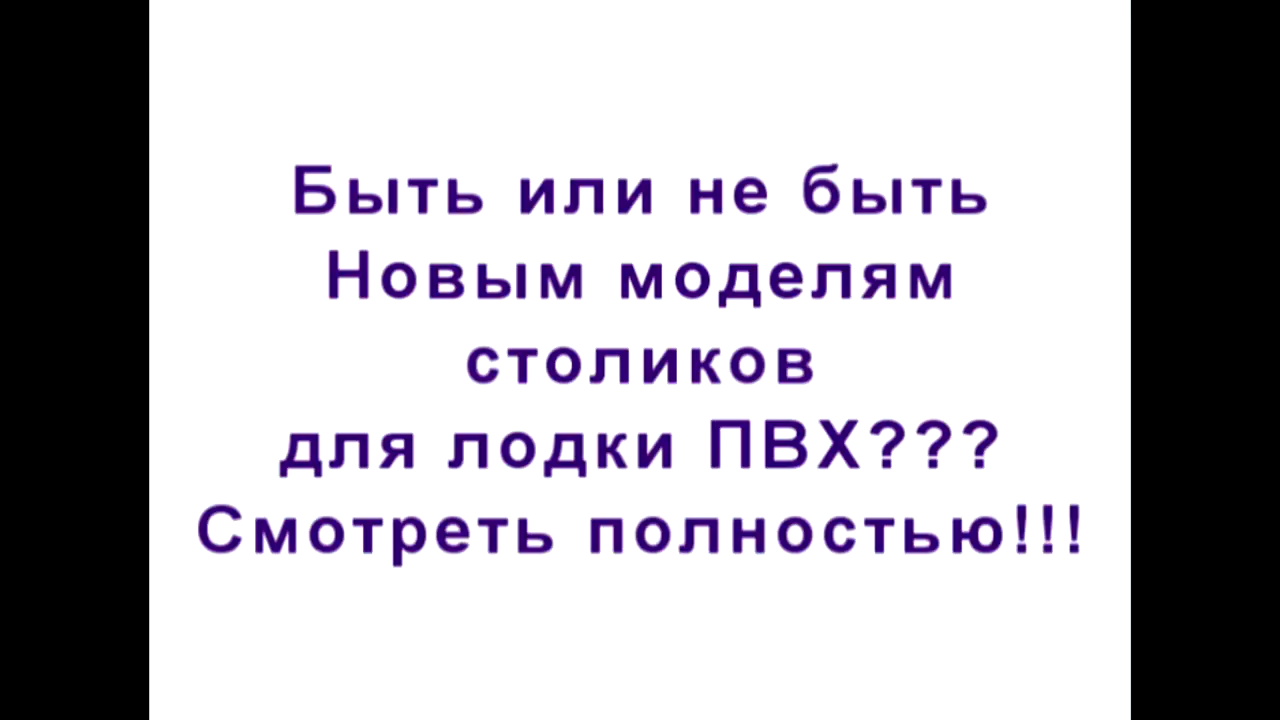 Быть или не быть
Новым моделям
столиков
для лодки ПВХ???
Смотреть полностью!!!